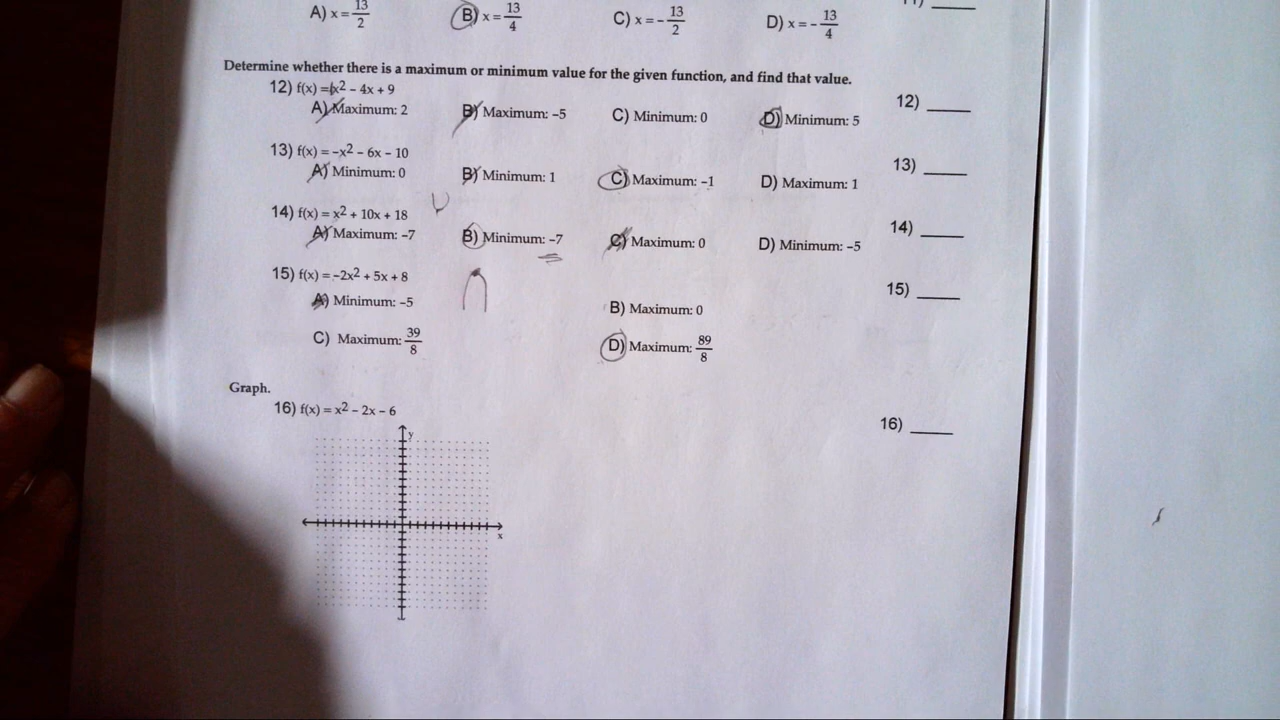 A) x = 13/2 B) x = 13/4 C) x = - 13/2 D) x = - 13/4 11) ____
Determine whether there is a maximum or minimum value for the given function, and find that value.
12) f(x) = x² - 4x + 9 12) ____
A) Maximum: 2 B) Maximum: -5 C) Minimum: 0 D) Minimum: 5
13) f(x) = -x² - 6x - 10 13) ____
A) Minimum: 0 B) Minimum: 1 C) Maximum: -1 D) Maximum: 1
14) f(x) = x² + 10x + 18 14) ____
A) Maximum: -7 B) Minimum: -7 C) Maximum: 0 D) Minimum: -5
15) f(x) = -2x² + 5x + 8 15) ____
A) Minimum: -5 B) Maximum: 0
C) Maximum: 39/8 D) Maximum: 89/8
Graph.
16) f(x) = x² - 2x - 6 16) ____
y
x